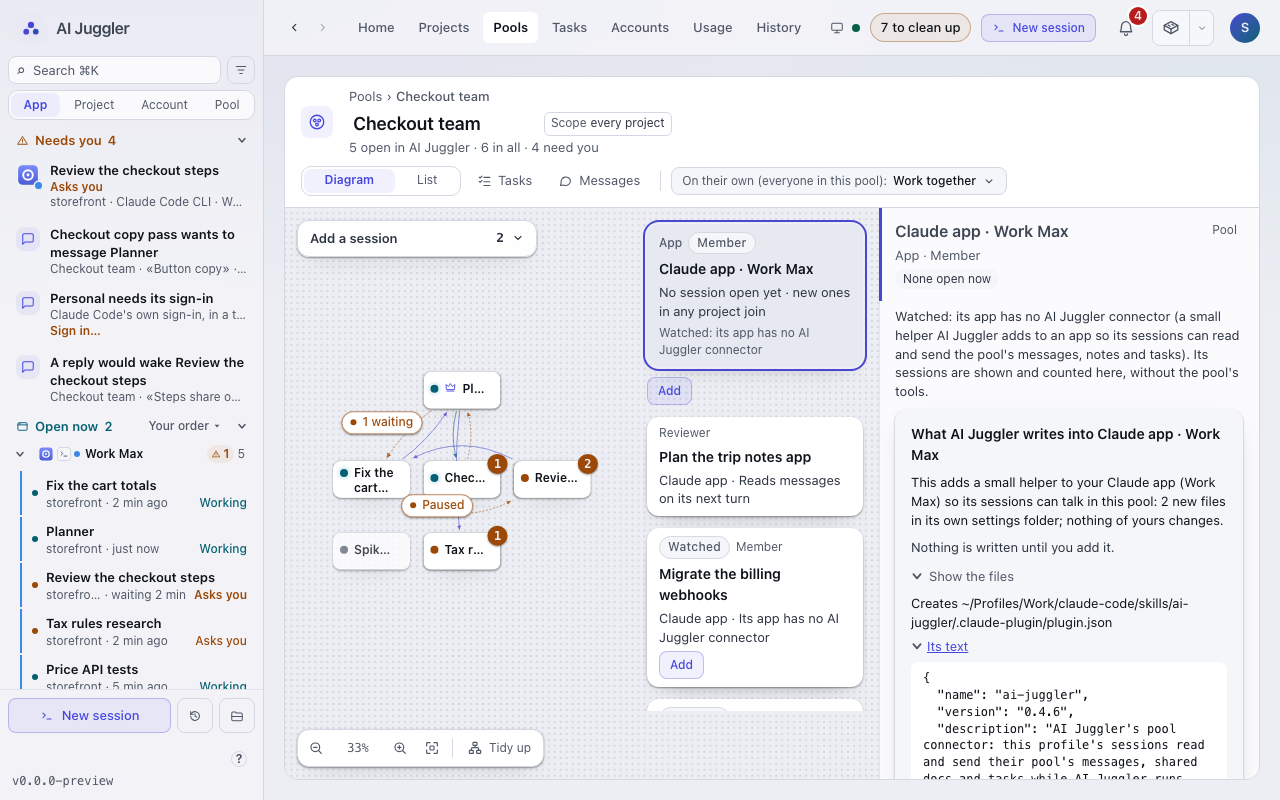 AI Juggler
Search ⌘K
App Project Account Pool
Needs you 4
Review the checkout steps
Asks you
storefront · Claude Code CLI · W...
Checkout copy pass wants to
message Planner
Checkout team · «Button copy» ·...
Personal needs its sign-in
Claude Code's own sign-in, in a t...
Sign in...
A reply would wake Review the
checkout steps
Checkout team · «Steps share o...
Open now 2 Your order
Work Max 1 5
Fix the cart totals
storefront · 2 min ago Working
Planner
storefront · just now Working
Review the checkout steps
storefro... · waiting 2 min Asks you
Tax rules research
storefront · 2 min ago Asks you
Price API tests
storefront · 5 min ago Working
New session
?
v0.0.0-preview
Home Projects Pools Tasks Accounts Usage History
7 to clean up
New session
4
S
Pools › Checkout team
Checkout team
Scope every project
5 open in AI Juggler · 6 in all · 4 need you
Diagram List Tasks Messages
On their own (everyone in this pool): Work together
Add a session 2
Pl...
1 waiting
Fix the
cart...
Chec... 1
Revie... 2
Paused
Spik...
Tax r... 1
33%
Tidy up
App Member
Claude app · Work Max
No session open yet · new ones
in any project join
Watched: its app has no AI
Juggler connector
Add
Reviewer
Plan the trip notes app
Claude app · Reads messages
on its next turn
Watched Member
Migrate the billing
webhooks
Claude app · Its app has no AI
Juggler connector
Add
Claude app · Work Max Pool
App · Member
None open now
Watched: its app has no AI Juggler connector (a small
helper AI Juggler adds to an app so its sessions can read
and send the pool's messages, notes and tasks). Its
sessions are shown and counted here, without the pool's
tools.
What AI Juggler writes into Claude app · Work
Max
This adds a small helper to your Claude app (Work
Max) so its sessions can talk in this pool: 2 new files
in its own settings folder; nothing of yours changes.
Nothing is written until you add it.
Show the files
Creates ~/Profiles/Work/claude-code/skills/ai-
juggler/.claude-plugin/plugin.json
Its text
{
"name": "ai-juggler",
"version": "0.4.6",
"description": "AI Juggler's pool
connector: this profile's sessions read
and send their pool's messages, shared
docs and tasks while AI Juggler runs